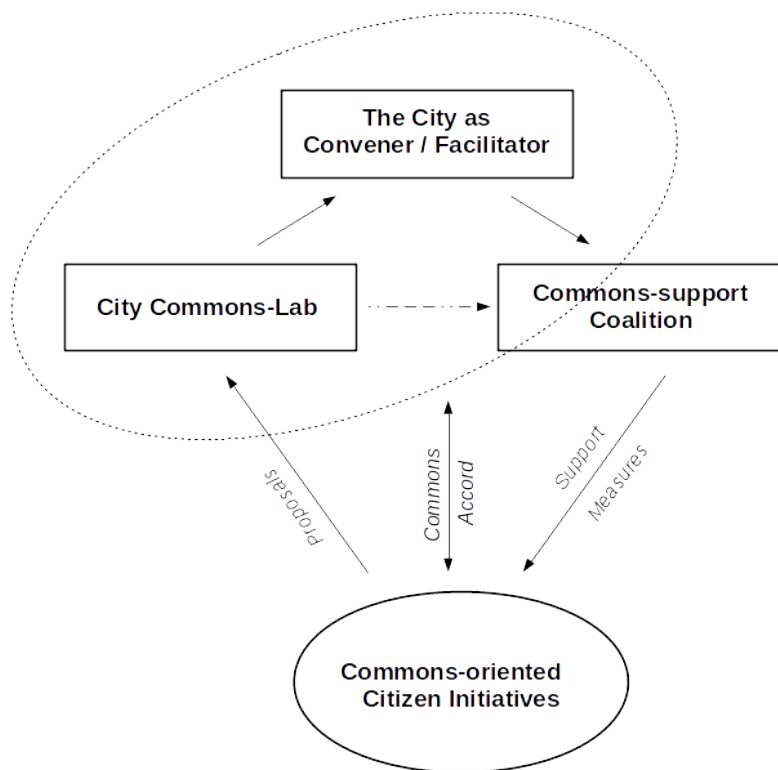 The City as
Convener / Facilitator
City Commons-Lab
Commons-support
Coalition
Proposals
Commons
Accord
Support
Measures
Commons-oriented
Citizen Initiatives